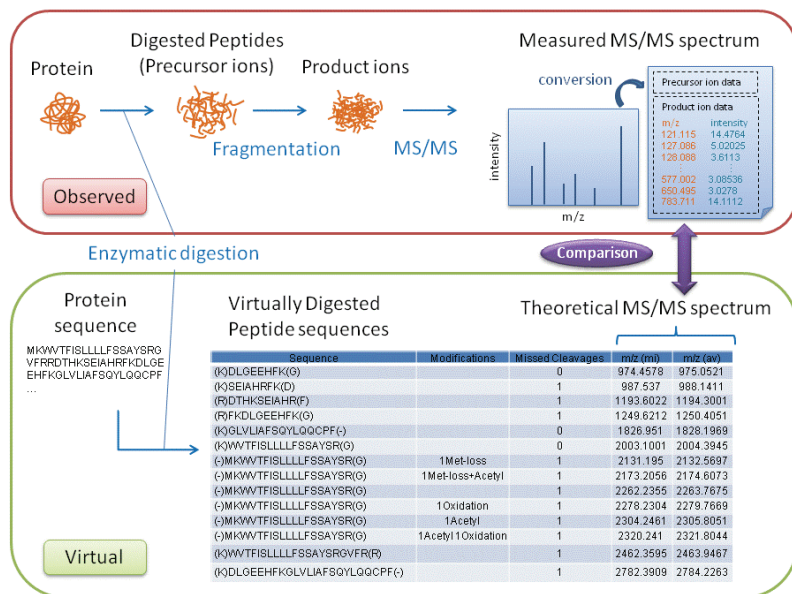 Protein
Digested Peptides
(Precursor ions)
Product ions
Measured MS/MS spectrum
Fragmentation
MS/MS
conversion
intensity
m/z
Precursor ion data
Product ion data
m/z intensity
121.115 14.4764
127.086 5.02025
128.088 3.6113
577.002 3.08536
650.495 3.0278
783.711 14.1112
Observed
Enzymatic digestion
Comparison
Protein
sequence
MKWVTFISLLLLFSSAYSRG
VFRRDTHKSEIAHRFKDLGE
EHFKGLVLIAFSQYLQQCPF
...
Virtually Digested
Peptide sequences
Theoretical MS/MS spectrum
Sequence Modifications Missed Cleavages m/z (mi) m/z (av)
(K)DLGEEHFK(G) 0 974.4578 975.0521
(K)SEIAHRFK(D) 1 987.537 988.1411
(R)DTHKSEIAHR(F) 1 1193.6022 1194.3001
(R)FKDLGEEHFK(G) 1 1249.6212 1250.4051
(K)GLVLIAFSQYLQQCPF(-) 0 1826.951 1828.1969
(K)WVTFISLLLLFSSAYSR(G) 0 2003.1001 2004.3945
(-)MKWVTFISLLLLFSSAYSR(G) 1Met-loss 1 2131.195 2132.5697
(-)MKWVTFISLLLLFSSAYSR(G) 1Met-loss+Acetyl 1 2173.2056 2174.6073
(-)MKWVTFISLLLLFSSAYSR(G) 1 2262.2355 2263.7675
(-)MKWVTFISLLLLFSSAYSR(G) 1Oxidation 1 2278.2304 2279.7669
(-)MKWVTFISLLLLFSSAYSR(G) 1Acetyl 1 2304.2461 2305.8051
(-)MKWVTFISLLLLFSSAYSR(G) 1Acetyl 1Oxidation 1 2320.241 2321.8044
(K)WVTFISLLLLFSSAYSRGVFR(R) 1 2462.3595 2463.9467
(K)DLGEEHFKGLVLIAFSQYLQQCPF(-) 1 2782.3909 2784.2263
Virtual